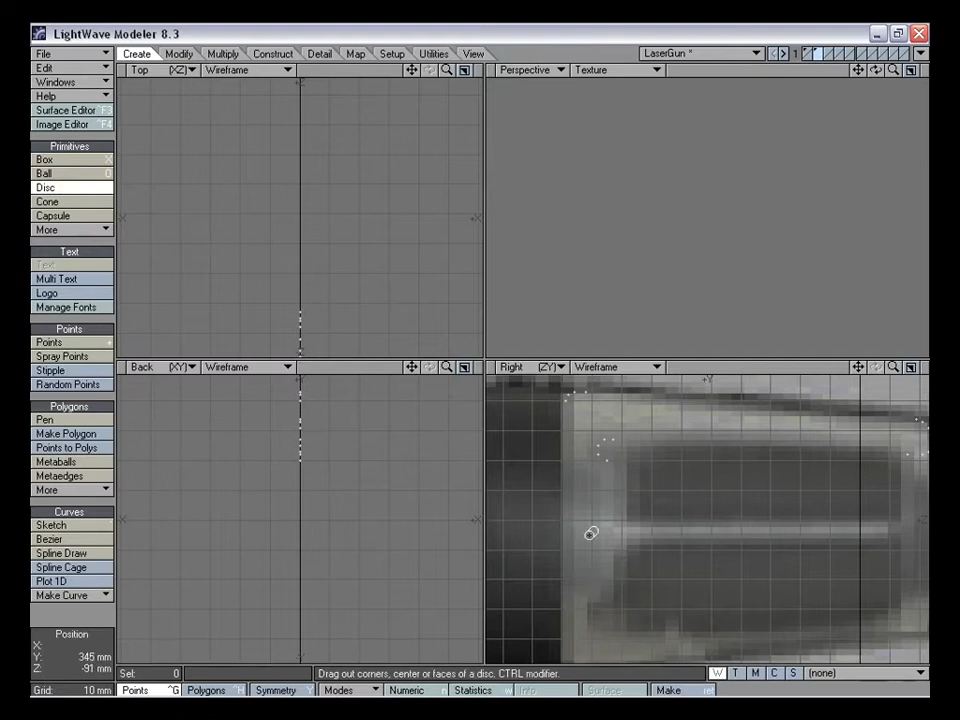 LightWave Modeler 8.3
File Create Modify Multiply Construct Detail Map Setup Utilities View LaserGun * 1
Edit Top (XZ) Wireframe Perspective Texture
Windows
Help
Surface Editor F3
Image Editor ^F4
Primitives
Box X
Ball O
Disc
Cone
Capsule
More
Text
Text
Multi Text
Logo
Manage Fonts
Points
Points +
Spray Points
Stipple
Back (XY) Wireframe Right (ZY) Wireframe
Random Points
Polygons
Pen
Make Polygon
Points to Polys
Metaballs
Metaedges
More
Curves
Sketch
Bezier
Spline Draw
Spline Cage
Plot 1D
Make Curve
Position
X:
Y: 345 mm
Z: -91 mm
Sel: 0 Drag out corners, center or faces of a disc. CTRL modifier. W T M C S (none)
Grid: 10 mm Points ^G Polygons ^H Symmetry Y Modes Numeric n Statistics w Info Surface Make ret